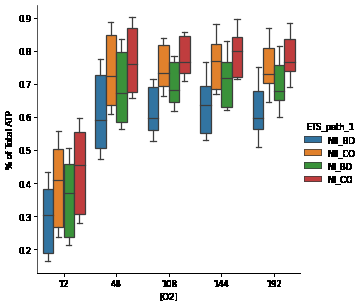 0.9
0.8
0.7
0.6
0.5
0.4
0.3
0.2
% of Total ATP
12
48
108
144
192
[O2]
ETS_path_1
NII_BD
NII_CO
NI_BD
NI_CO